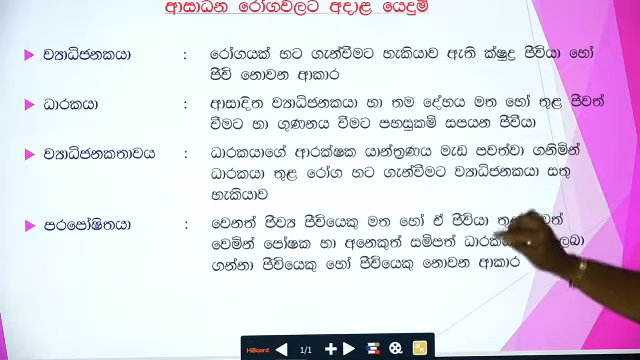 ආසාධන රෝගවලට අදාළ යෙදුම්
ව්‍යාධිජනකයා : රෝගයක් හට ගැන්වීමට හැකියාව ඇති ක්ෂුද්‍ර ජීවියා හෝ
ජීවි නොවන ආකාර
ධාරකයා : ආසාදිත ව්‍යාධිජනකයා හා තම දේහය මත හෝ තුළ ජීවත්
වීමට හා ගුණනය වීමට පහසුකම් සපයන ජීවියා
ව්‍යාධිජනකතාවය : ධාරකයාගේ ආරක්ෂක යාන්ත්‍රණය මැඩ පවත්වා ගනිමින්
ධාරකයා තුළ රෝග හට ගැන්වීමට ව්‍යාධිජනකයා සතු
හැකියාව
පරපෝෂිතයා : වෙනත් ජීව්‍ය ජීවියෙකු මත හෝ ඒ ජීවියා
වෙමින් පෝෂක හා අනෙකුත් සම්පත්
ගන්නා ජීවියෙකු හෝ ජීවියෙකු නොවන ආකාර
HiBoard 1/1